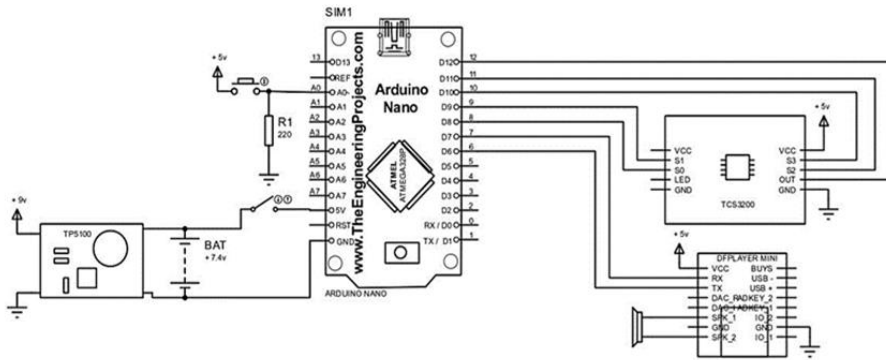 SIM1
+ 5v
R1
220
+ 9v
TP5100
BAT
+ 7.4v
13
A0
A1
A2
A3
A4
A5
A6
A7
D13
REF
A0
A1
A2
A3
A4
A5
A6
A7
5V
RST
GND
www.TheEngineeringProjects.com
Arduino
Nano
ATMEL
ATMEGA328P
D12
D11
D10
D9
D8
D7
D6
D5
D4
D3
D2
RX / D0
TX / D1
12
11
10
9
8
7
6
5
4
3
2
0
1
ARDUINO NANO
+ 5v
VCC
S1
S0
LED
GND
VCC
S3
S2
OUT
GND
TCS3200
+ 5v
DFPLAYER MINI
VCC
RX
TX
DAC_R
SPK_1
GND
SPK_2
BUYS
USB -
USB +
ADKEY_2
ADKEY_1
IO_2
GND
IO_1